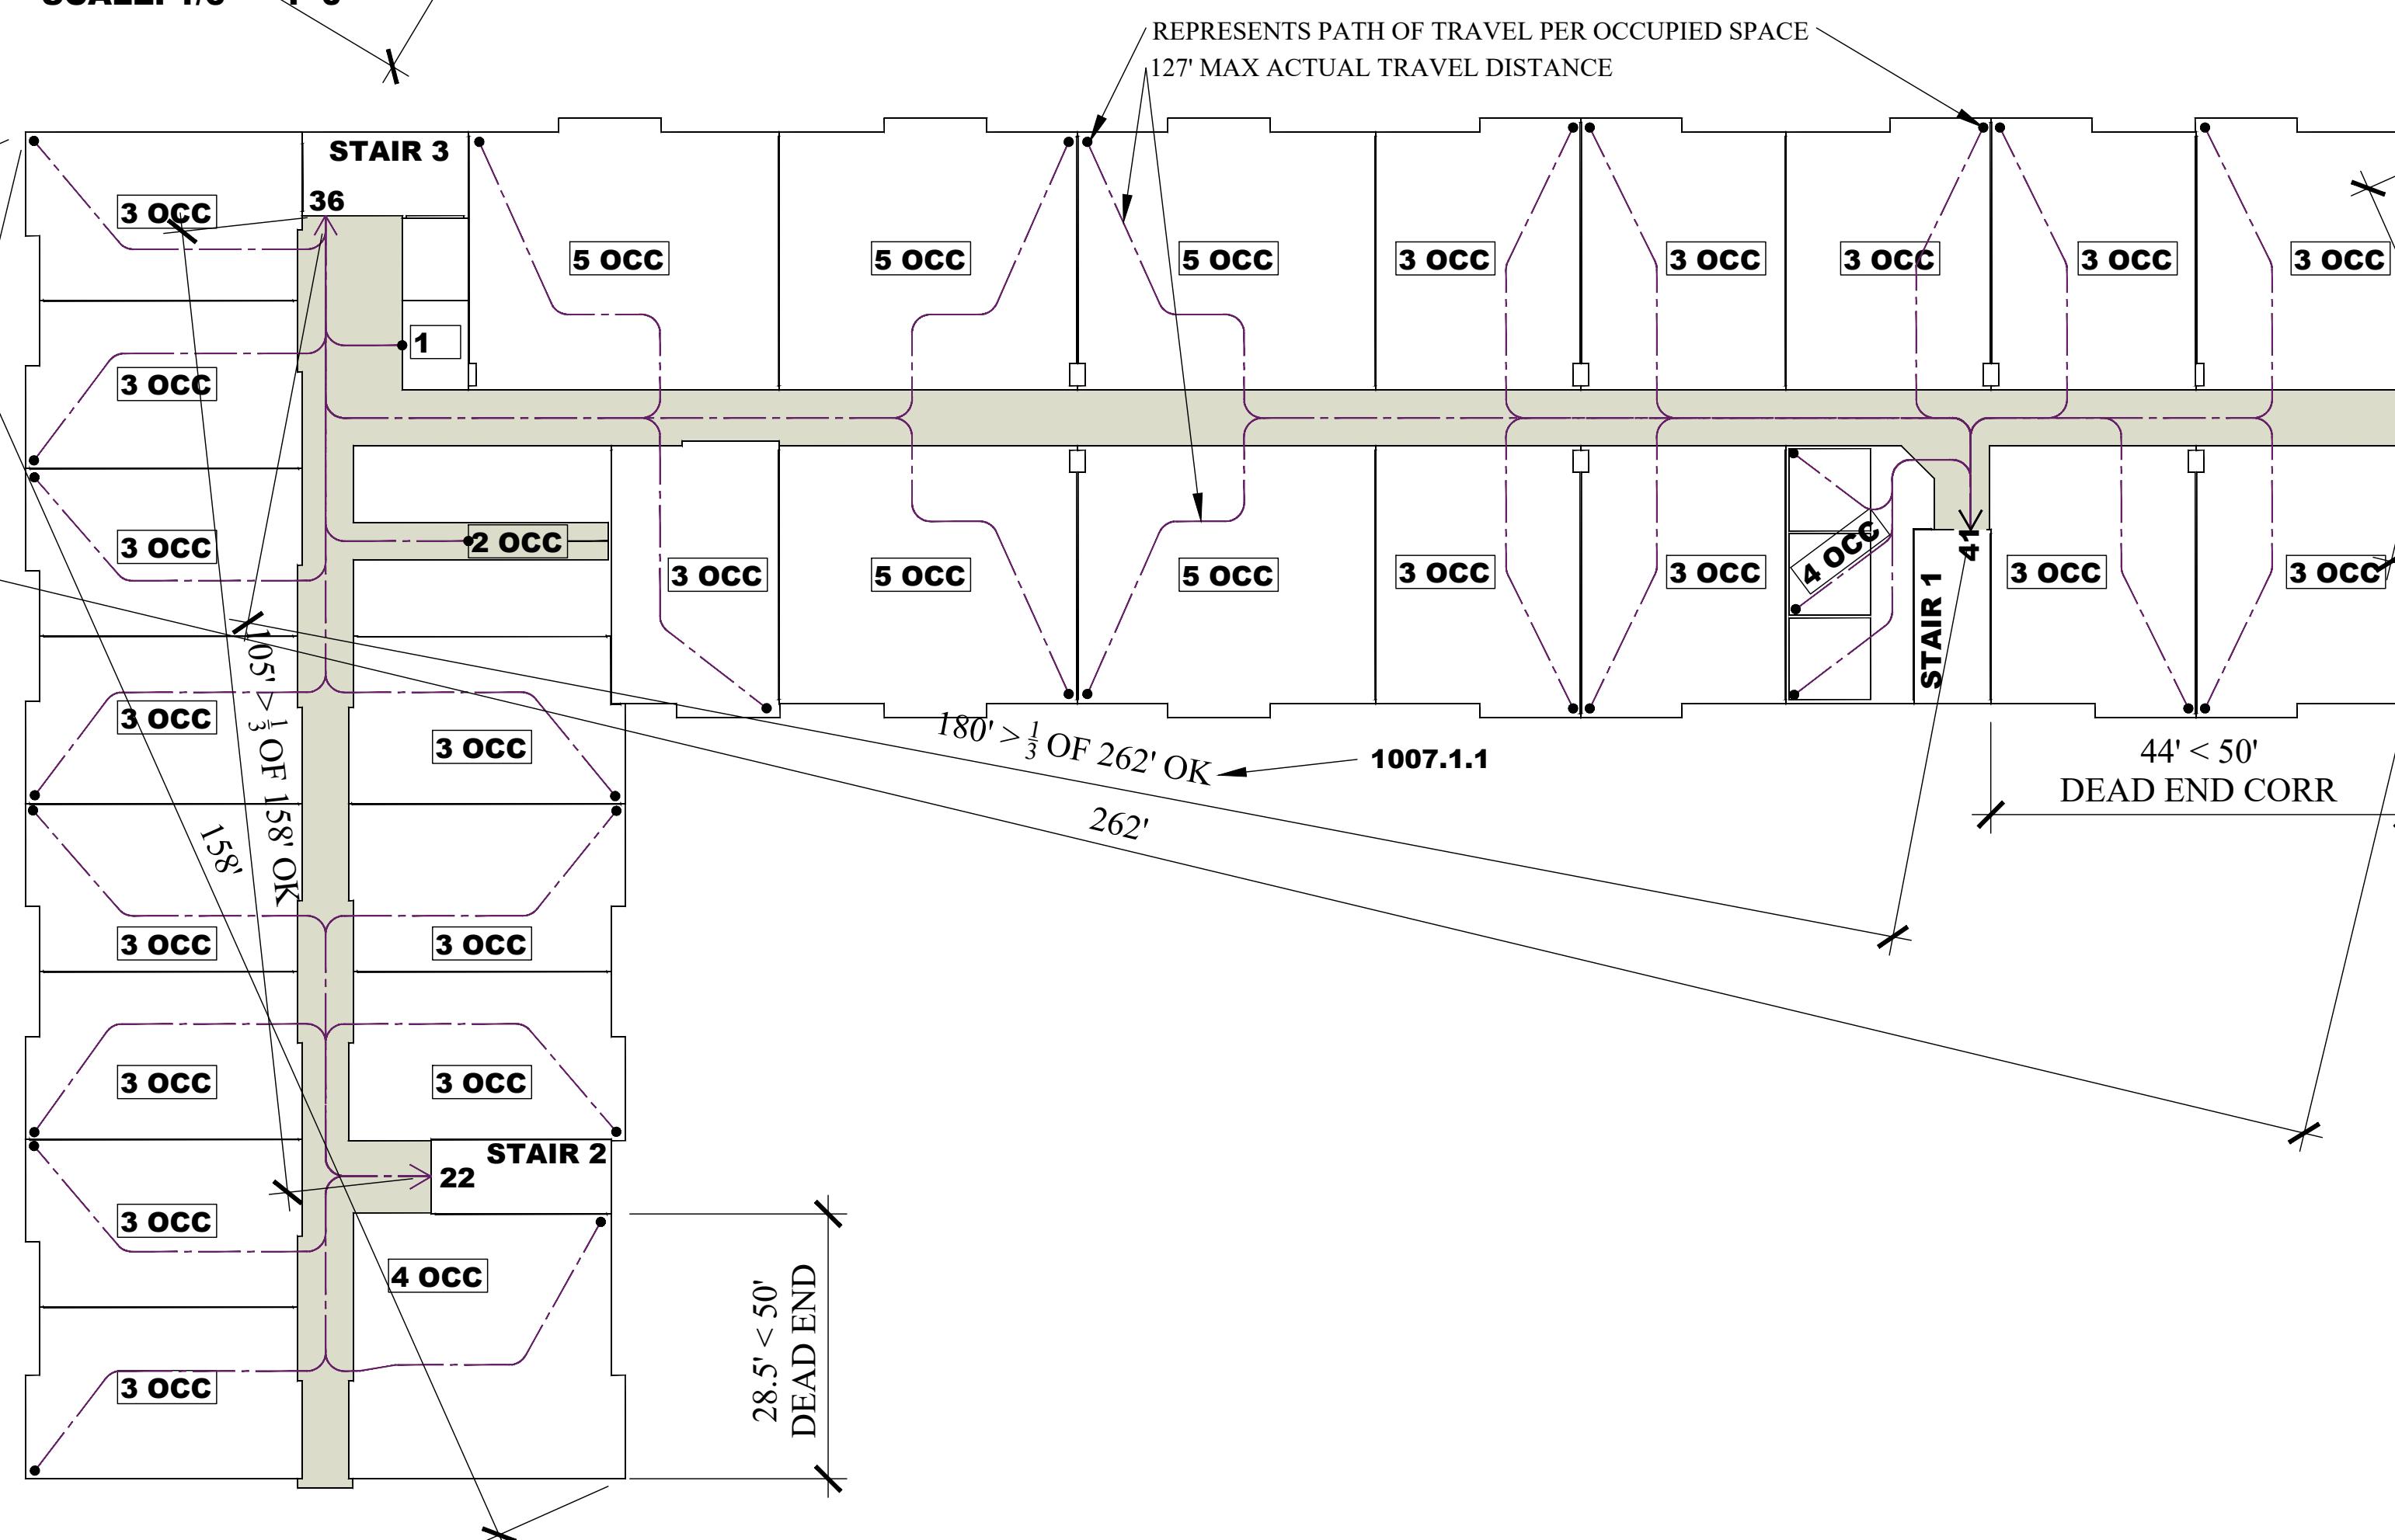 REPRESENTS PATH OF TRAVEL PER OCCUPIED SPACE
127' MAX ACTUAL TRAVEL DISTANCE
STAIR 3
36
3 OCC
5 OCC
5 OCC
5 OCC
3 OCC
3 OCC
3 OCC
3 OCC
3 OCC
1
3 OCC
3 OCC
2 OCC
3 OCC
5 OCC
5 OCC
3 OCC
3 OCC
4 OCC
41
STAIR 1
3 OCC
3 OCC
105' > 1/3 OF 158' OK
158'
3 OCC
3 OCC
180' > 1/3 OF 262' OK
1007.1.1
262'
44' < 50'
DEAD END CORR
3 OCC
3 OCC
3 OCC
3 OCC
STAIR 2
22
3 OCC
4 OCC
28.5' < 50'
DEAD END
3 OCC